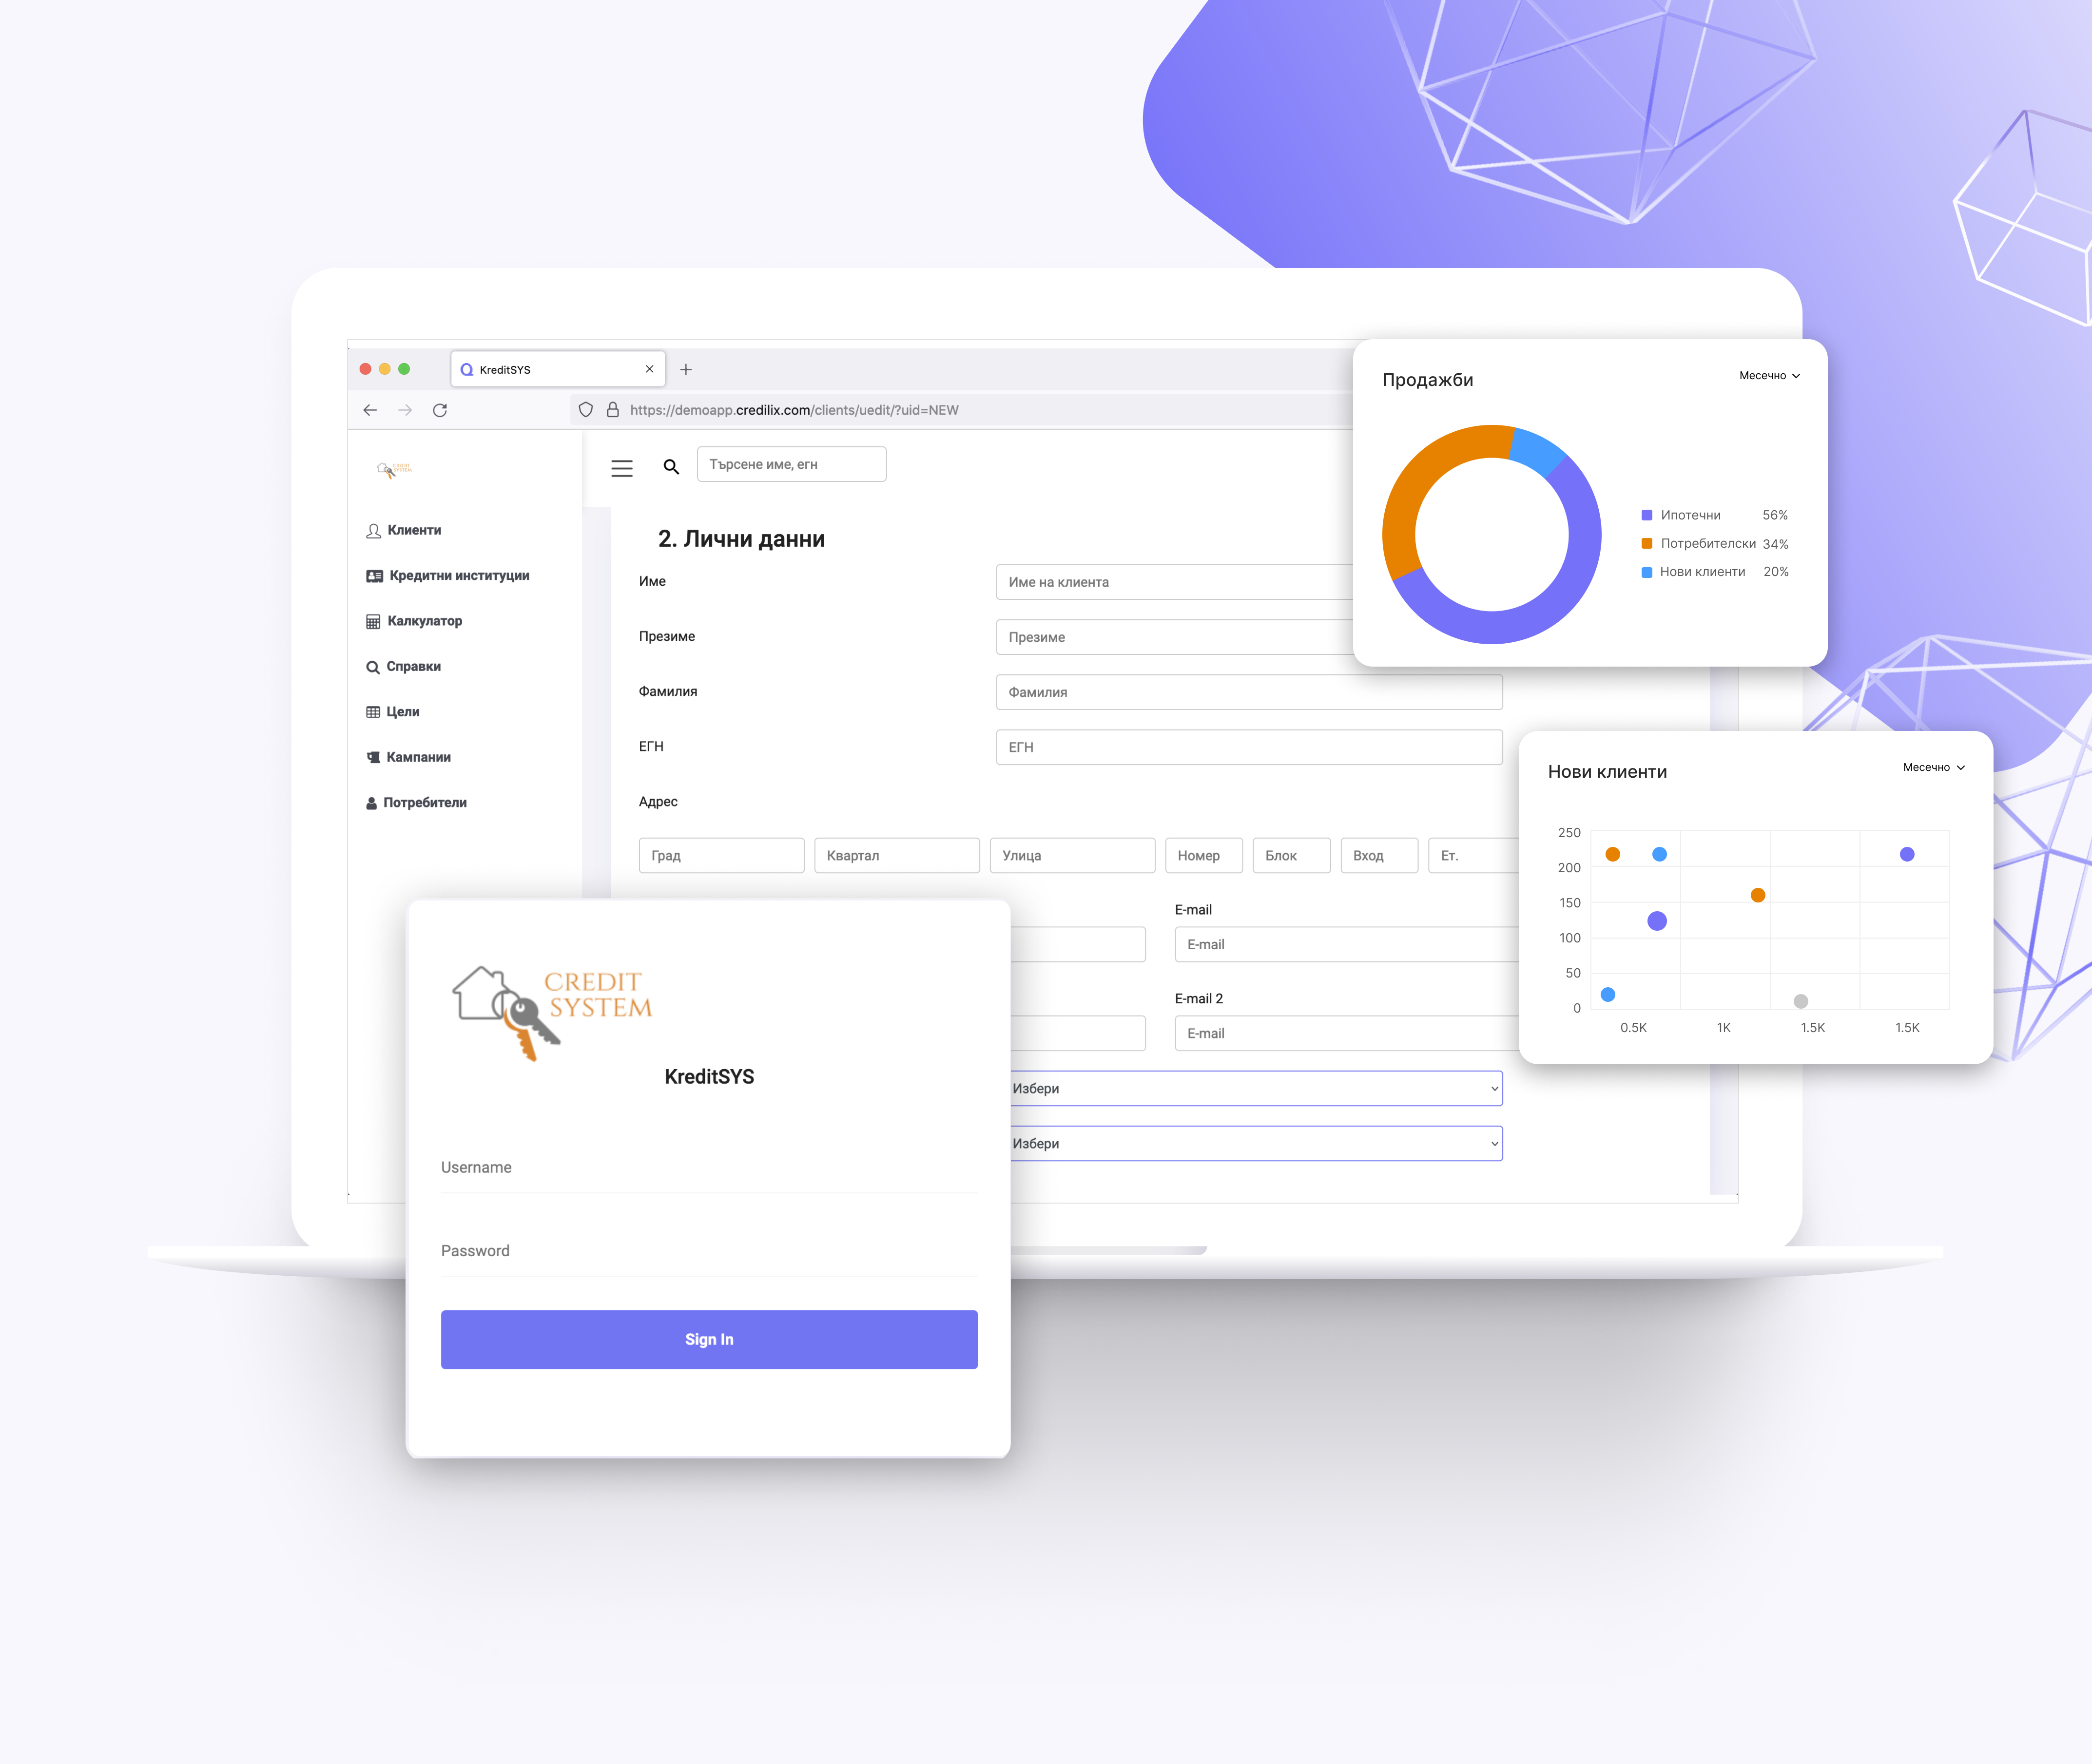 KreditSYS
https://demoapp.credilix.com/clients/uedit/?uid=NEW
CREDIT
SYSTEM
Търсене име, егн
Клиенти
Кредитни институции
Калкулатор
Справки
Цели
Кампании
Потребители
2. Лични данни
Име
Име на клиента
Презиме
Презиме
Фамилия
Фамилия
ЕГН
ЕГН
Адрес
Град Квартал Улица Номер Блок Вход Ет.
E-mail
E-mail
E-mail 2
E-mail
Избери
Избери
Продажби
Месечно
Ипотечни 56%
Потребителски 34%
Нови клиенти 20%
Нови клиенти
Месечно
250
200
150
100
50
0
0.5K 1K 1.5K 1.5K
CREDIT
SYSTEM
KreditSYS
Username
Password
Sign In